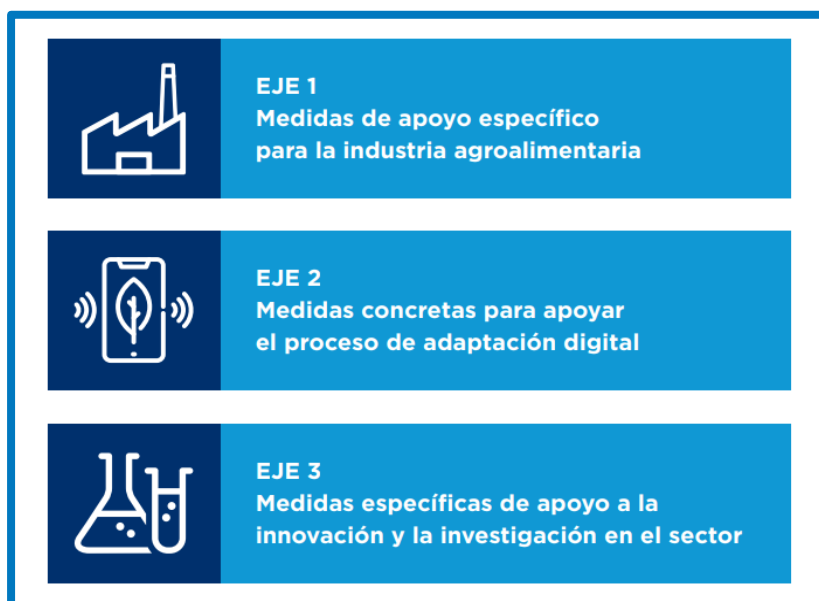 EJE 1
Medidas de apoyo específico
para la industria agroalimentaria
EJE 2
Medidas concretas para apoyar
el proceso de adaptación digital
EJE 3
Medidas específicas de apoyo a la
innovación y la investigación en el sector